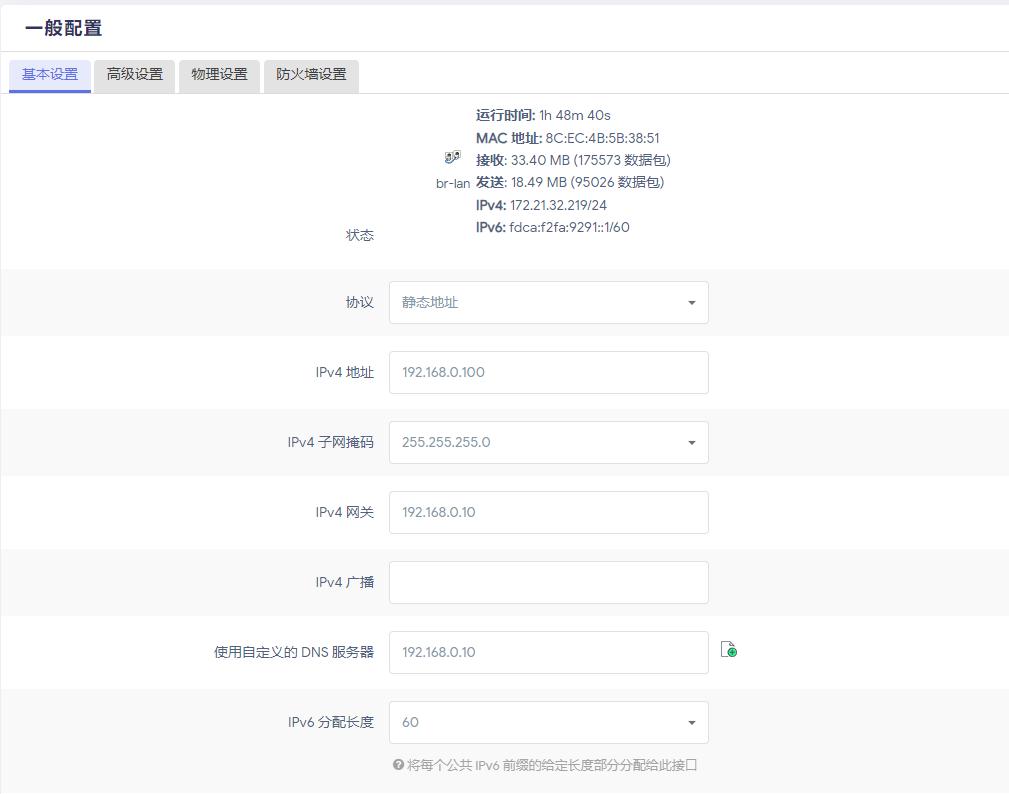 一般配置
基本设置 高级设置 物理设置 防火墙设置
运行时间: 1h 48m 40s
MAC 地址: 8C:EC:4B:5B:38:51
接收: 33.40 MB (175573 数据包)
br-lan 发送: 18.49 MB (95026 数据包)
IPv4: 172.21.32.219/24
IPv6: fdca:f2fa:9291::1/60
状态
协议 静态地址
IPv4 地址 192.168.0.100
IPv4 子网掩码 255.255.255.0
IPv4 网关 192.168.0.10
IPv4 广播
使用自定义的 DNS 服务器 192.168.0.10
IPv6 分配长度 60
将每个公共 IPv6 前缀的给定长度部分分配给此接口